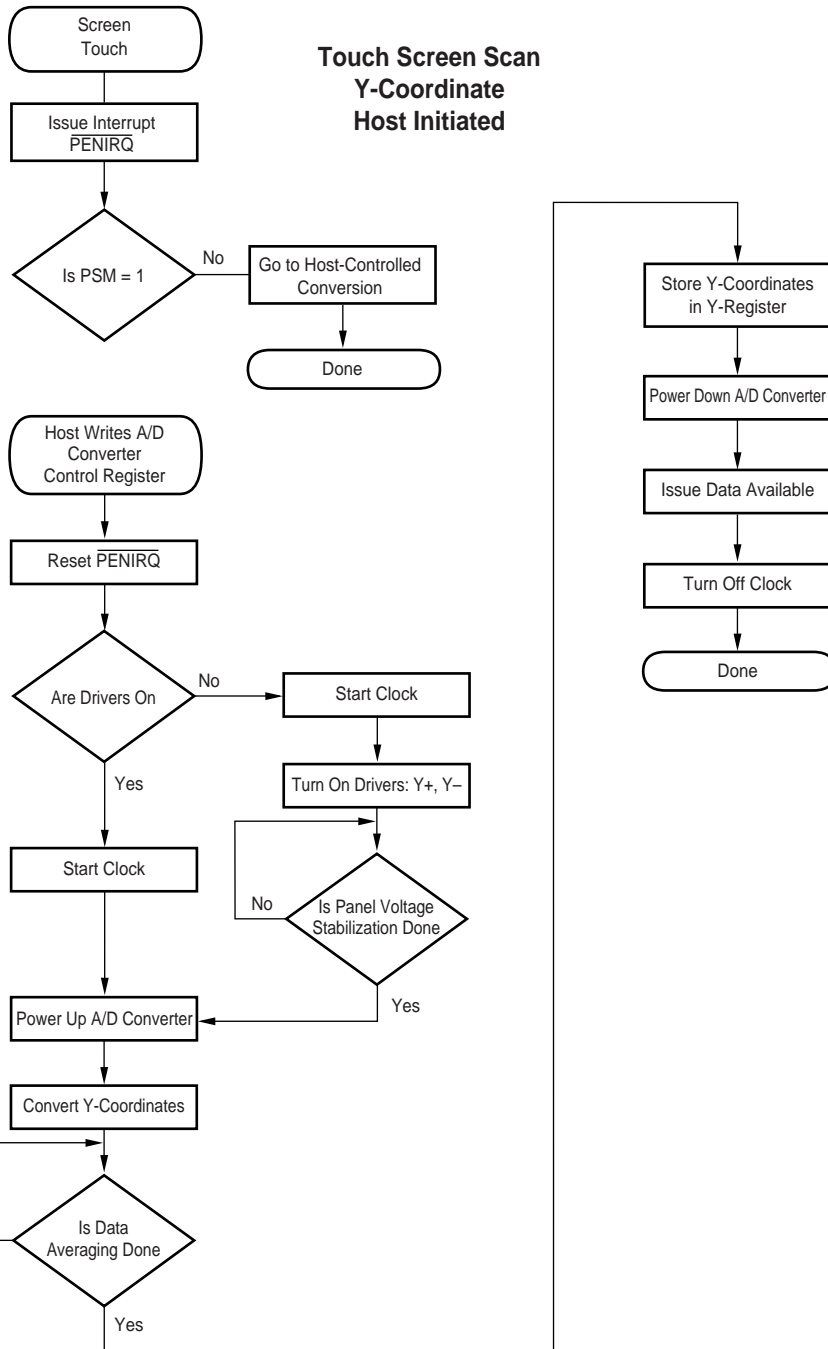 Screen
Touch
Touch Screen Scan
Y-Coordinate
Host Initiated
Issue Interrupt
PENIRQ
Is PSM = 1
No
Go to Host-Controlled
Conversion
Done
Host Writes A/D
Converter
Control Register
Reset PENIRQ
Are Drivers On
No
Start Clock
Turn On Drivers: Y+, Y–
Yes
Start Clock
No
Is Panel Voltage
Stabilization Done
Yes
Power Up A/D Converter
Convert Y-Coordinates
Is Data
Averaging Done
Yes
Store Y-Coordinates
in Y-Register
Power Down A/D Converter
Issue Data Available
Turn Off Clock
Done